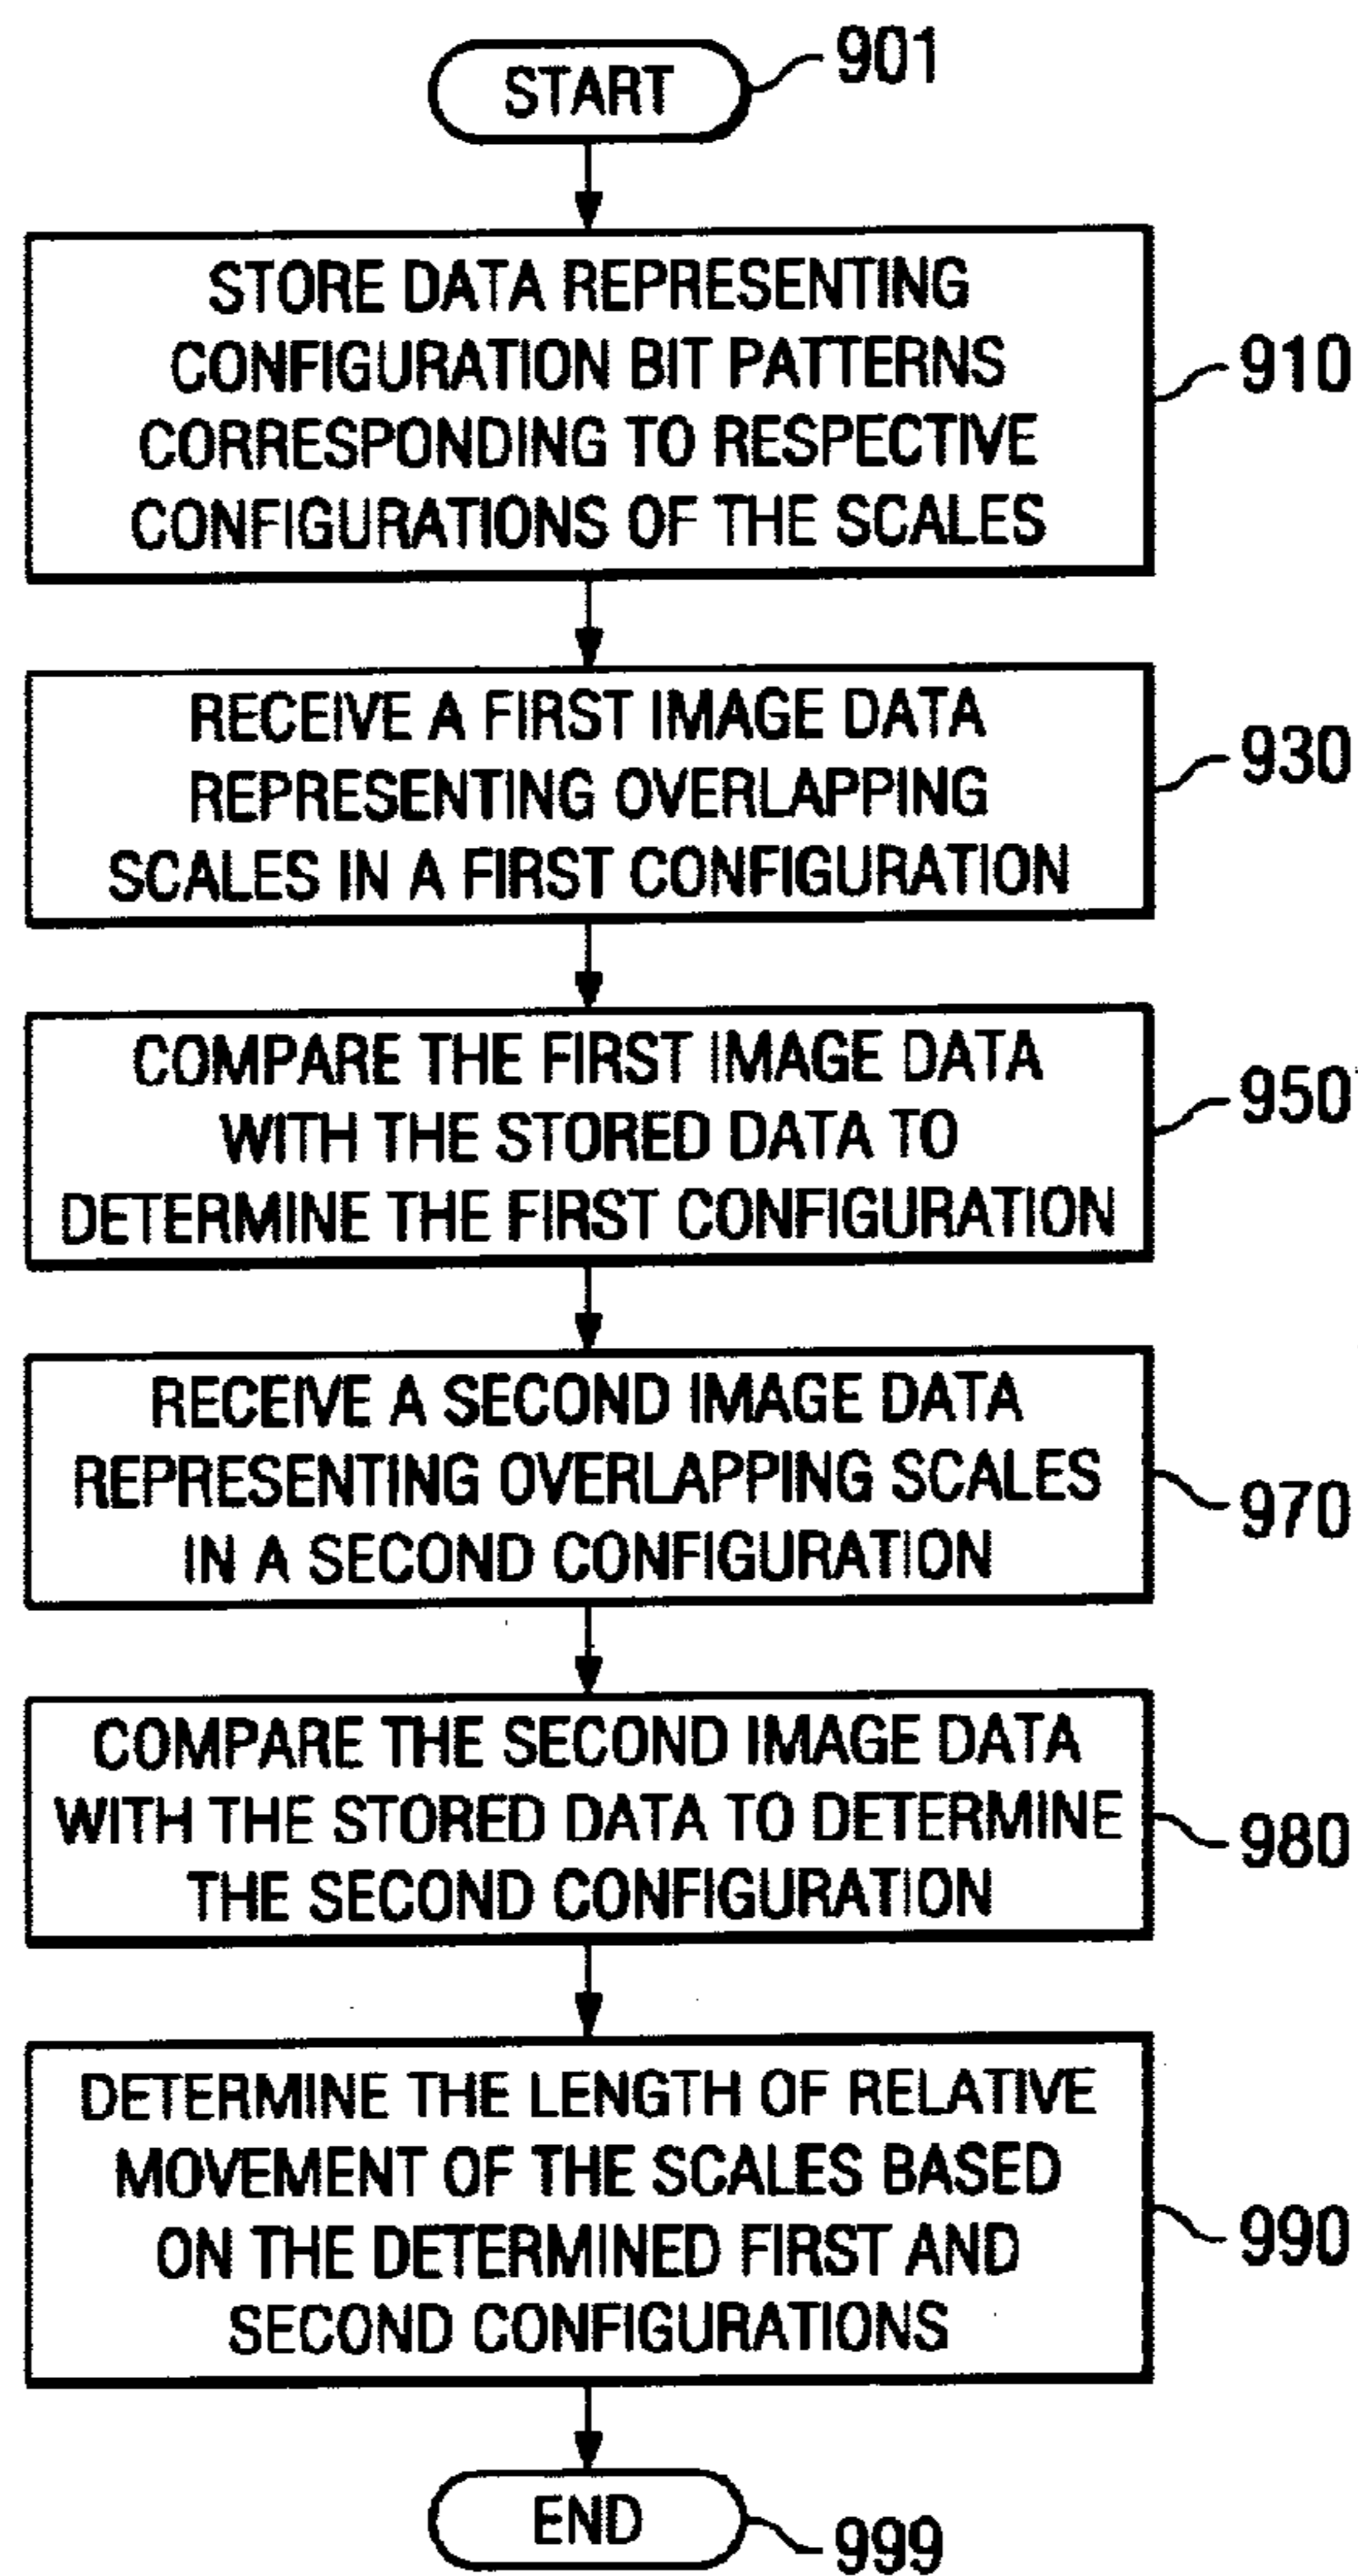 START
901
STORE DATA REPRESENTING
CONFIGURATION BIT PATTERNS
CORRESPONDING TO RESPECTIVE
CONFIGURATIONS OF THE SCALES
910
RECEIVE A FIRST IMAGE DATA
REPRESENTING OVERLAPPING
SCALES IN A FIRST CONFIGURATION
930
COMPARE THE FIRST IMAGE DATA
WITH THE STORED DATA TO
DETERMINE THE FIRST CONFIGURATION
950
RECEIVE A SECOND IMAGE DATA
REPRESENTING OVERLAPPING SCALES
IN A SECOND CONFIGURATION
970
COMPARE THE SECOND IMAGE DATA
WITH THE STORED DATA TO DETERMINE
THE SECOND CONFIGURATION
980
DETERMINE THE LENGTH OF RELATIVE
MOVEMENT OF THE SCALES BASED
ON THE DETERMINED FIRST AND
SECOND CONFIGURATIONS
990
END
999